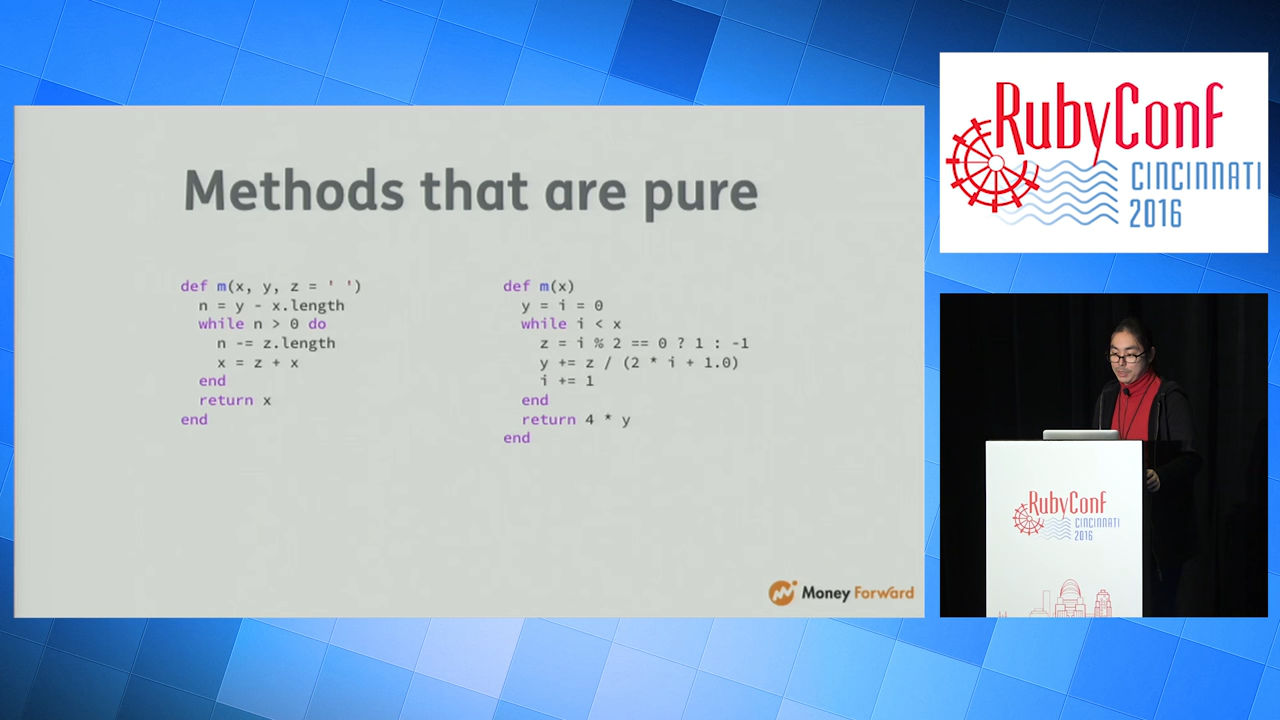 Methods that are pure
def m(x, y, z = ' ')
  n = y - x.length
  while n > 0 do
    n -= z.length
    x = z + x
  end
  return x
end
def m(x)
  y = i = 0
  while i < x
    z = i % 2 == 0 ? 1 : -1
    y += z / (2 * i + 1.0)
    i += 1
  end
  return 4 * y
end
Money Forward
RubyConf
CINCINNATI
2016
RubyConf
CINCINNATI
2016